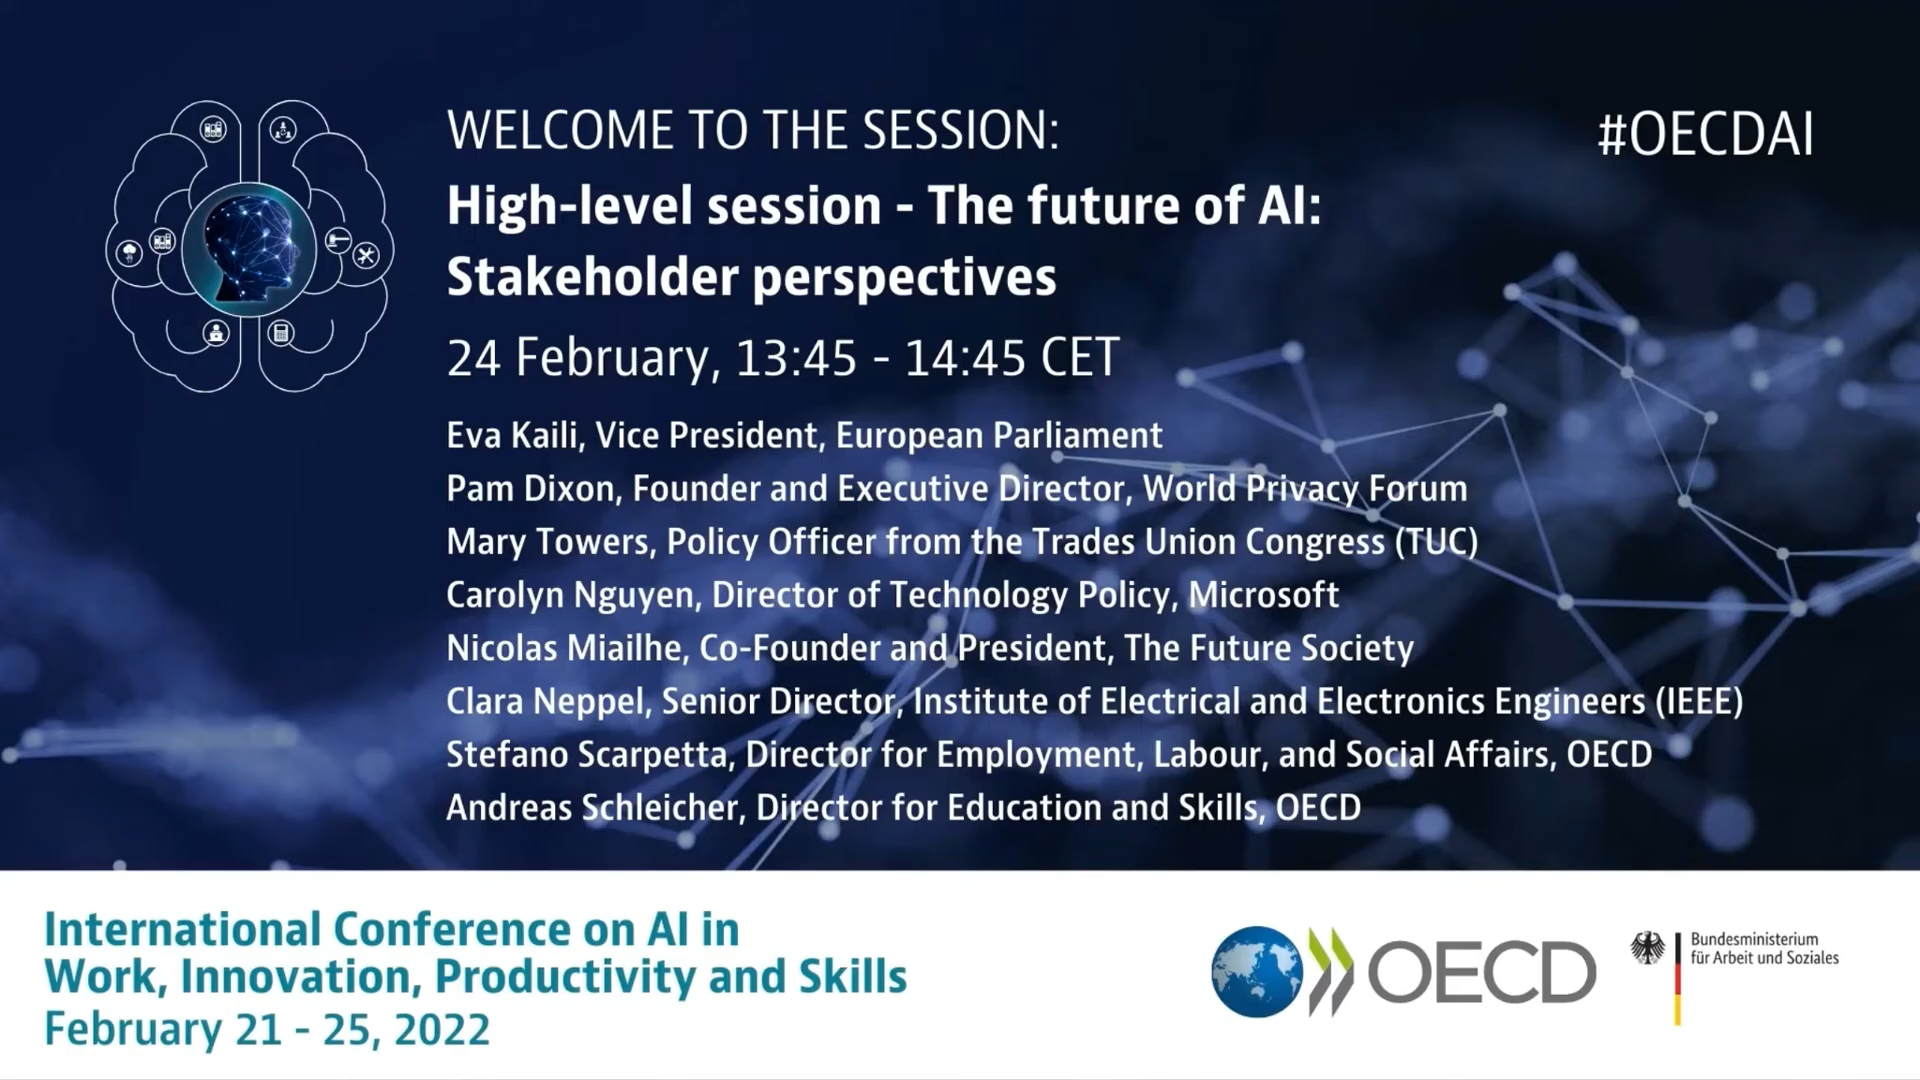 WELCOME TO THE SESSION:
#OECDAI
High-level session - The future of AI:
Stakeholder perspectives
24 February, 13:45 - 14:45 CET
Eva Kaili, Vice President, European Parliament
Pam Dixon, Founder and Executive Director, World Privacy Forum
Mary Towers, Policy Officer from the Trades Union Congress (TUC)
Carolyn Nguyen, Director of Technology Policy, Microsoft
Nicolas Miailhe, Co-Founder and President, The Future Society
Clara Neppel, Senior Director, Institute of Electrical and Electronics Engineers (IEEE)
Stefano Scarpetta, Director for Employment, Labour, and Social Affairs, OECD
Andreas Schleicher, Director for Education and Skills, OECD
International Conference on AI in
Work, Innovation, Productivity and Skills
February 21 - 25, 2022
OECD
Bundesministerium
für Arbeit und Soziales